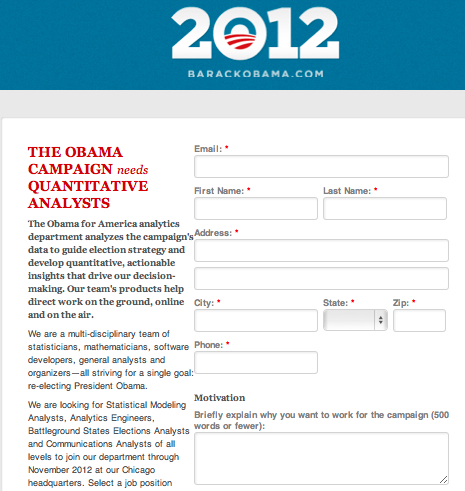 2012
BARACKOBAMA.COM
THE OBAMA
CAMPAIGN needs
QUANTITATIVE
ANALYSTS
The Obama for America analytics
department analyzes the campaign's
data to guide election strategy and
develop quantitative, actionable
insights that drive our decision-
making. Our team's products help
direct work on the ground, online
and on the air.
We are a multi-disciplinary team of
statisticians, mathematicians, software
developers, general analysts and
organizers—all striving for a single goal:
re-electing President Obama.
We are looking for Statistical Modeling
Analysts, Analytics Engineers,
Battleground States Elections Analysts
and Communications Analysts of all
levels to join our department through
November 2012 at our Chicago
headquarters. Select a job position
Email: *
First Name: * Last Name: *
Address: *
City: * State: * Zip: *
Phone: *
Motivation
Briefly explain why you want to work for the campaign (500
words or fewer):